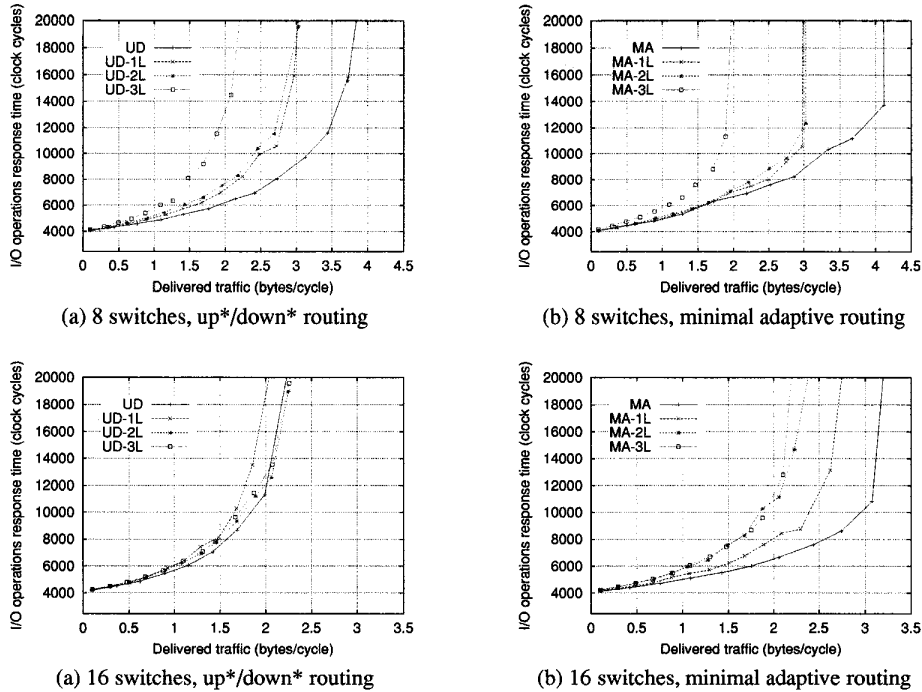 I/O operations response time (clock cycles)
20000
18000
16000
14000
12000
10000
8000
6000
4000
UD
UD-1L
UD-2L
UD-3L
0 0.5 1 1.5 2 2.5 3 3.5 4 4.5
Delivered traffic (bytes/cycle)
(a) 8 switches, up*/down* routing
I/O operations response time (clock cycles)
20000
18000
16000
14000
12000
10000
8000
6000
4000
MA
MA-1L
MA-2L
MA-3L
0 0.5 1 1.5 2 2.5 3 3.5 4 4.5
Delivered traffic (bytes/cycle)
(b) 8 switches, minimal adaptive routing
I/O operations response time (clock cycles)
20000
18000
16000
14000
12000
10000
8000
6000
4000
UD
UD-1L
UD-2L
UD-3L
0 0.5 1 1.5 2 2.5 3 3.5
Delivered traffic (bytes/cycle)
(a) 16 switches, up*/down* routing
I/O operations response time (clock cycles)
20000
18000
16000
14000
12000
10000
8000
6000
4000
MA
MA-1L
MA-2L
MA-3L
0 0.5 1 1.5 2 2.5 3 3.5
Delivered traffic (bytes/cycle)
(b) 16 switches, minimal adaptive routing